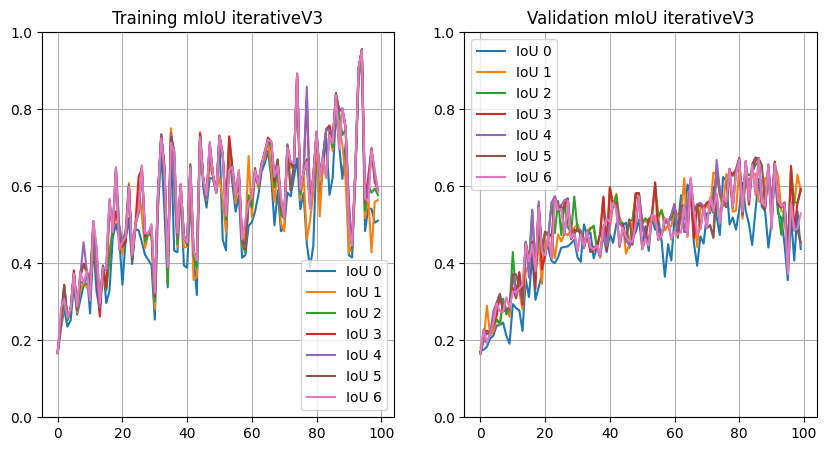 Training mIoU iterativeV3
1.0
0.8
0.6
0.4
0.2
0.0
0 20 40 60 80 100
IoU 0
IoU 1
IoU 2
IoU 3
IoU 4
IoU 5
IoU 6
Validation mIoU iterativeV3
1.0
0.8
0.6
0.4
0.2
0.0
0 20 40 60 80 100
IoU 0
IoU 1
IoU 2
IoU 3
IoU 4
IoU 5
IoU 6